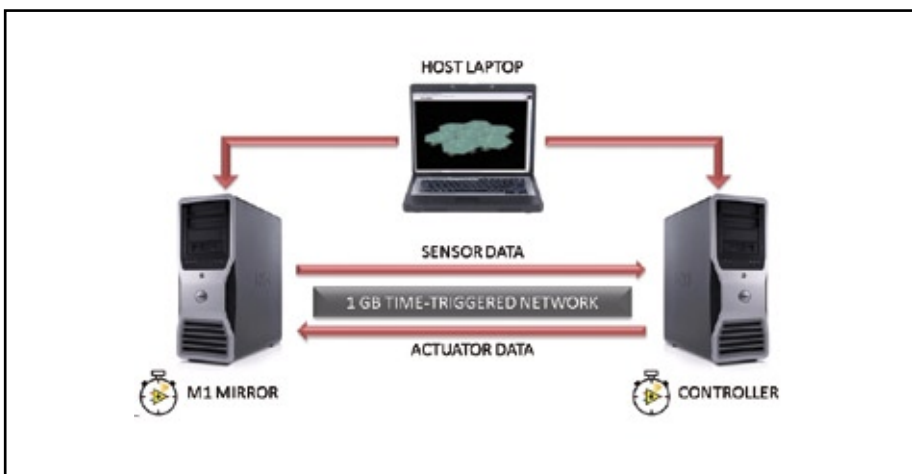 HOST LAPTOP
SENSOR DATA
1 GB TIME-TRIGGERED NETWORK
ACTUATOR DATA
M1 MIRROR
CONTROLLER